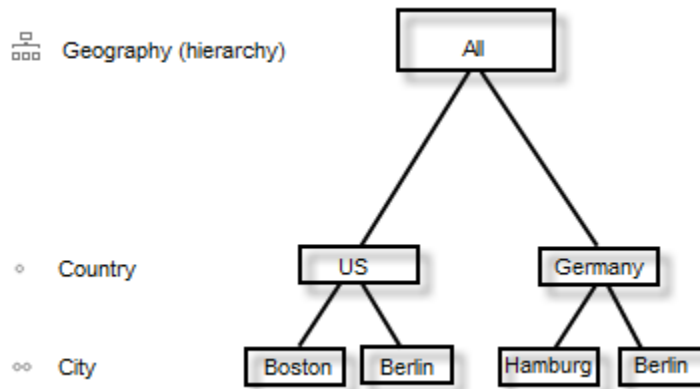 Geography (hierarchy)
All
Country
US
Germany
City
Boston
Berlin
Hamburg
Berlin